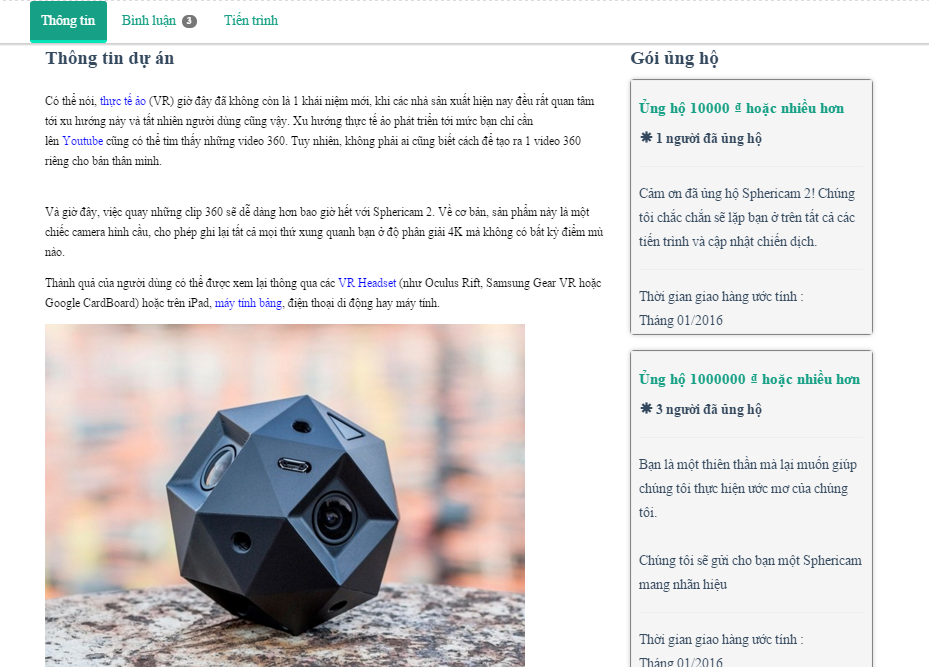 Thông tin
Bình luận 3
Tiến trình
Thông tin dự án
Có thể nói, thực tế ảo (VR) giờ đây đã không còn là 1 khái niệm mới, khi các nhà sản xuất hiện nay đều rất quan tâm
tới xu hướng này và tất nhiên người dùng cũng vậy. Xu hướng thực tế ảo phát triển tới mức bạn chỉ cần
lên Youtube cũng có thể tìm thấy những video 360. Tuy nhiên, không phải ai cũng biết cách để tạo ra 1 video 360
riêng cho bản thân mình.
Và giờ đây, việc quay những clip 360 sẽ dễ dàng hơn bao giờ hết với Sphericam 2. Về cơ bản, sản phẩm này là một
chiếc camera hình cầu, cho phép ghi lại tất cả mọi thứ xung quanh bạn ở độ phân giải 4K mà không có bất kỳ điểm mù
nào.
Thành quả của người dùng có thể được xem lại thông qua các VR Headset (như Oculus Rift, Samsung Gear VR hoặc
Google CardBoard) hoặc trên iPad, máy tính bảng, điện thoại di động hay máy tính.
Gói ủng hộ
Ủng hộ 10000 ₫ hoặc nhiều hơn
✱ 1 người đã ủng hộ
Cảm ơn đã ủng hộ Sphericam 2! Chúng
tôi chắc chắn sẽ lặp bạn ở trên tất cả các
tiến trình và cập nhật chiến dịch.
Thời gian giao hàng ước tính :
Tháng 01/2016
Ủng hộ 1000000 ₫ hoặc nhiều hơn
✱ 3 người đã ủng hộ
Bạn là một thiên thần mà lại muốn giúp
chúng tôi thực hiện ước mơ của chúng
tôi.
Chúng tôi sẽ gửi cho bạn một Sphericam
mang nhãn hiệu
Thời gian giao hàng ước tính :
Tháng 01/2016